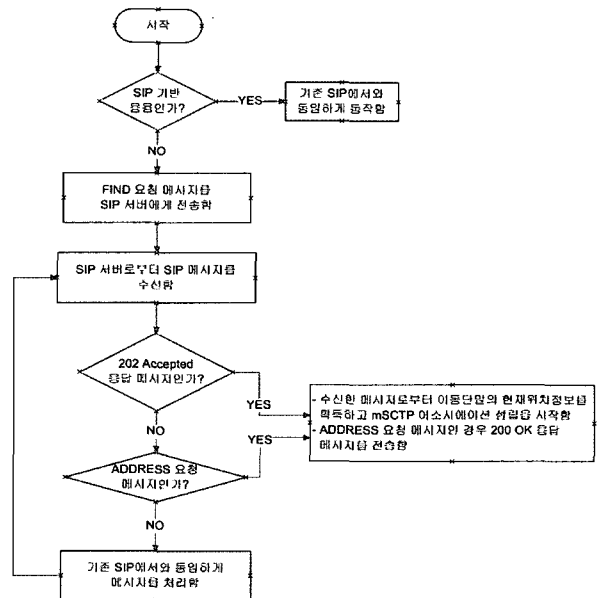 시작
SIP 기반
응용인가?
YES
기존 SIP에서와
동일하게 동작함
NO
FIND 요청 메시지를
SIP 서버에게 전송함
SIP 서버로부터 SIP 메시지를
수신함
202 Accepted
응답 메시지인가?
YES
- 수신한 메시지로부터 이동단말의 현재위치정보를
획득하고 mSCTP 어소시에이션 설립을 시작함
- ADDRESS 요청 메시지인 경우 200 OK 응답
메시지를 전송함
NO
YES
ADDRESS 요청
메시지인가?
NO
기존 SIP에서와 동일하게
메시지를 처리함